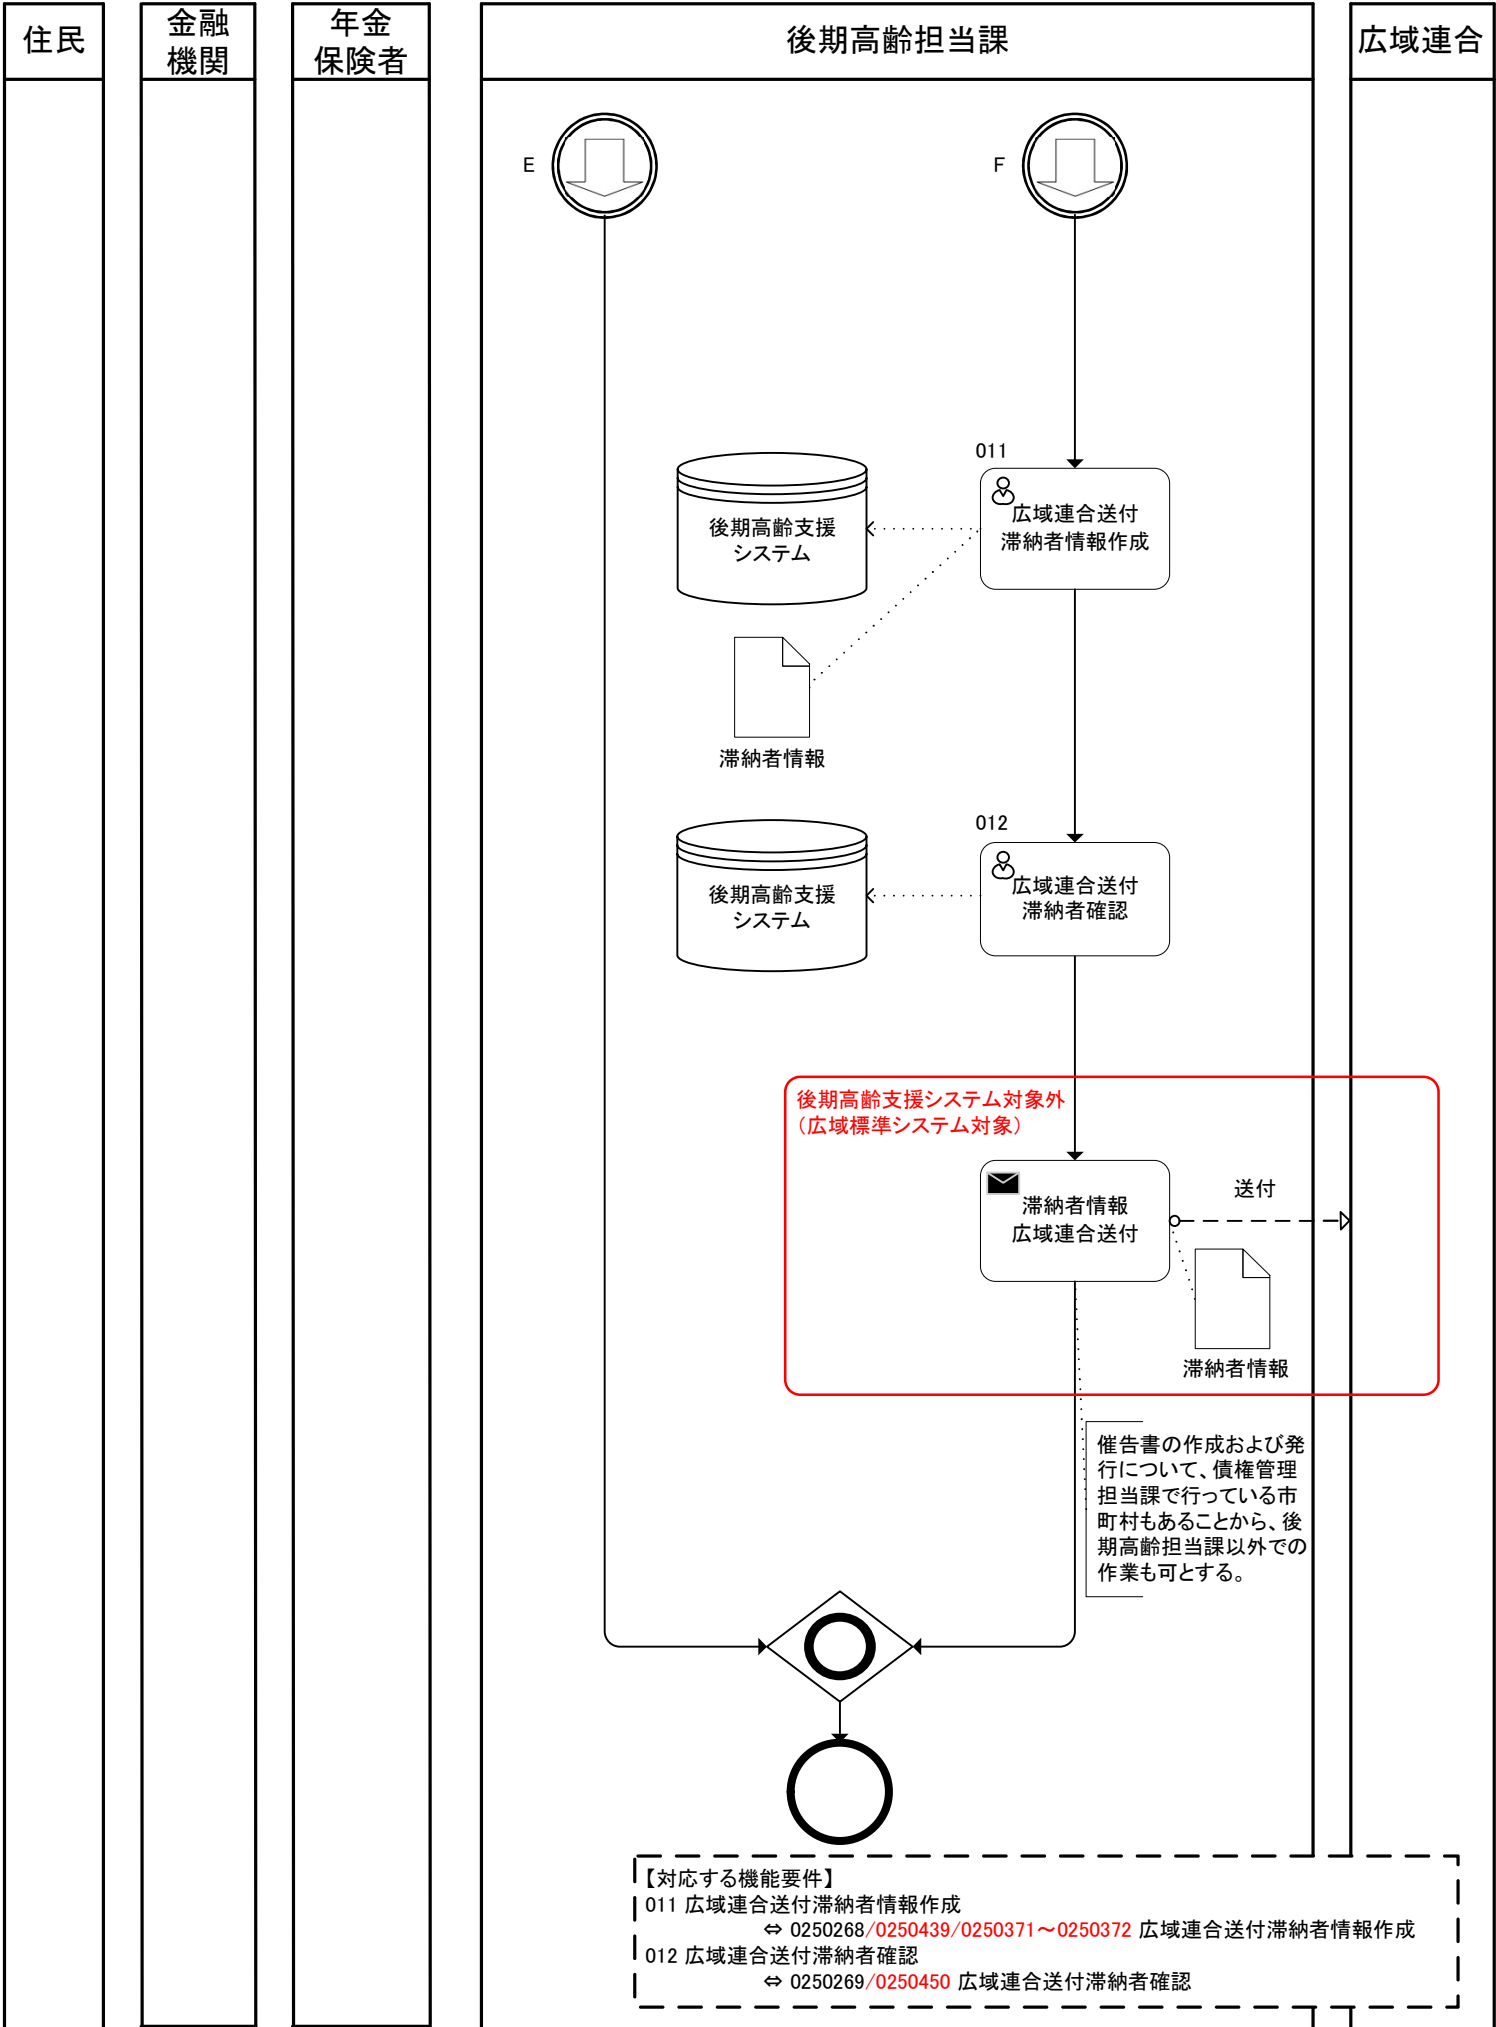 住民
金融
機関
年金
保険者
後期高齢担当課
広域連合
E
F
011
広域連合送付
滞納者情報作成
後期高齢支援
システム
滞納者情報
012
広域連合送付
滞納者確認
後期高齢支援
システム
後期高齢支援システム対象外
（広域標準システム対象）
滞納者情報
広域連合送付
送付
滞納者情報
催告書の作成および発
行について、債権管理
担当課で行っている市
町村もあることから、後
期高齢担当課以外での
作業も可とする。
【対応する機能要件】
011 広域連合送付滞納者情報作成
⇔ 0250268/0250439/0250371～0250372 広域連合送付滞納者情報作成
012 広域連合送付滞納者確認
⇔ 0250269/0250450 広域連合送付滞納者確認